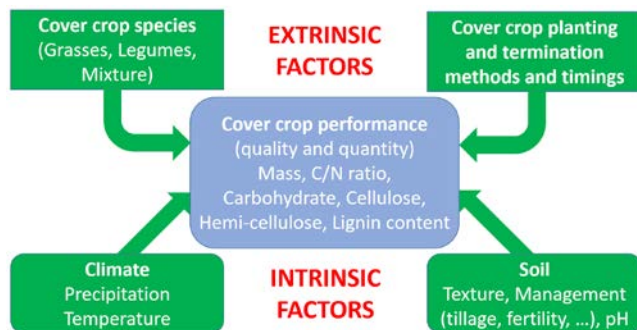 Cover crop species
(Grasses, Legumes,
Mixture)
EXTRINSIC
FACTORS
Cover crop planting
and termination
methods and timings
Cover crop performance
(quality and quantity)
Mass, C/N ratio,
Carbohydrate, Cellulose,
Hemi-cellulose, Lignin content
Climate
Precipitation
Temperature
INTRINSIC
FACTORS
Soil
Texture, Management
(tillage, fertility, ...), pH